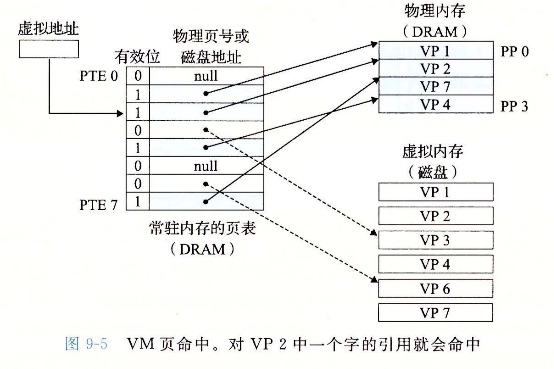 虚拟地址
物理页号或
磁盘地址
有效位
PTE 0
0
null
1
1
0
1
0
null
0
PTE 7
1
常驻内存的页表
(DRAM)
物理内存
(DRAM)
VP 1
PP 0
VP 2
VP 7
VP 4
PP 3
虚拟内存
(磁盘)
VP 1
VP 2
VP 3
VP 4
VP 6
VP 7
图 9-5 VM 页命中。对 VP 2 中一个字的引用就会命中